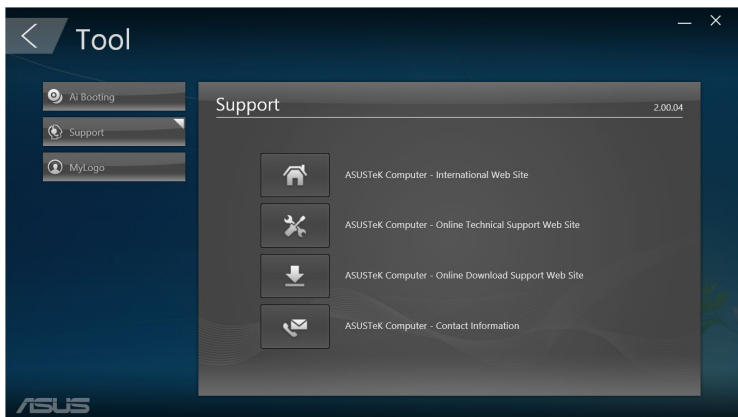 Tool
Ai Booting
Support
MyLogo
Support
2.00.04
ASUSTeK Computer - International Web Site
ASUSTeK Computer - Online Technical Support Web Site
ASUSTeK Computer - Online Download Support Web Site
ASUSTeK Computer - Contact Information
ASUS